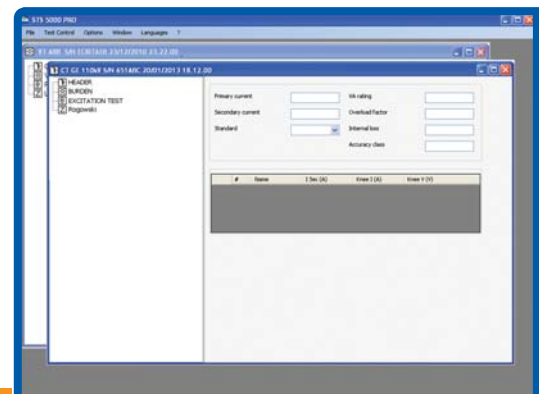 STS 5000 PRO
File Test Control Options Window Languages ?
CT GE 110kV S/N 651ABC 20/01/2013 18.12.00
HEADER
BURDEN
EXCITATION TEST
Rogowski
Primary current
VA rating
Secondary current
Overload Factor
Standard
Internal loss
Accuracy class
# Name I Sec (A) Knee I (A) Knee V (V)